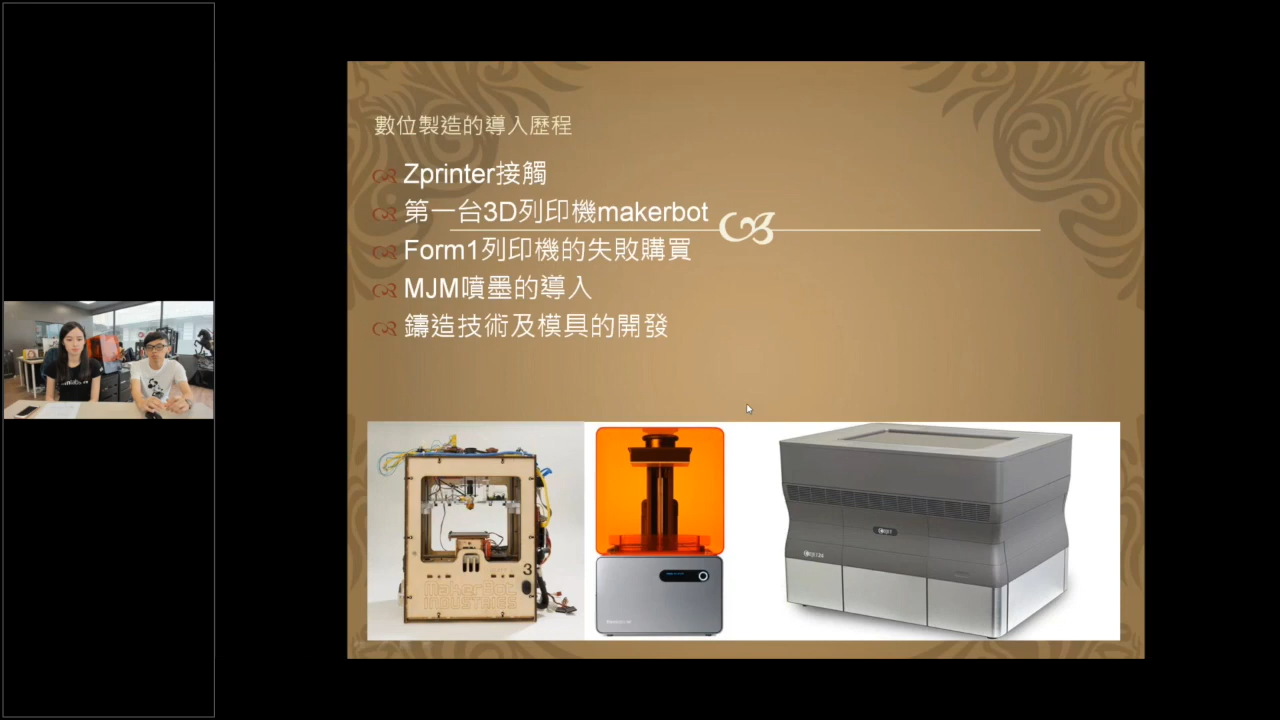 數位製造的導入歷程
Zprinter接觸
第一台3D列印機makerbot
Form1列印機的失敗購買
MJM噴墨的導入
鑄造技術及模具的開發
3
MakerBot
INDUSTRIES